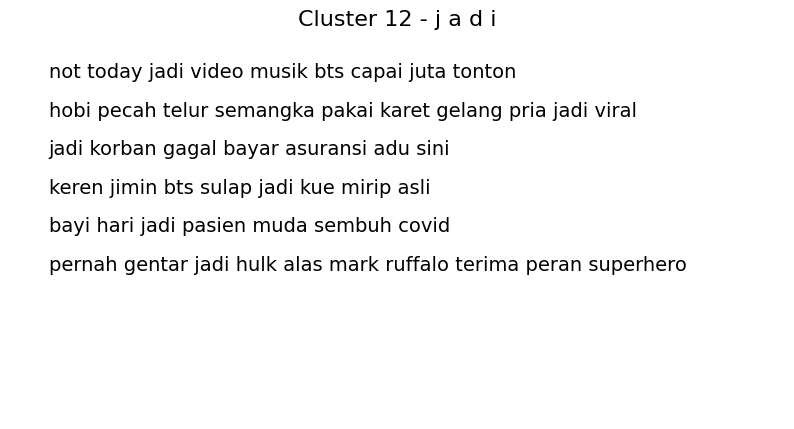 Cluster 12 - j a d i
not today jadi video musik bts capai juta tonton
hobi pecah telur semangka pakai karet gelang pria jadi viral
jadi korban gagal bayar asuransi adu sini
keren jimin bts sulap jadi kue mirip asli
bayi hari jadi pasien muda sembuh covid
pernah gentar jadi hulk alas mark ruffalo terima peran superhero